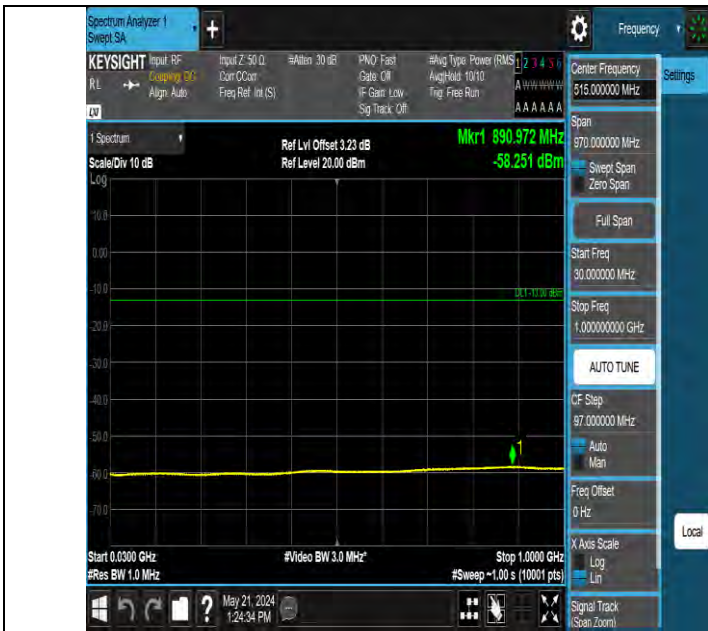 Spectrum Analyzer 1
Swept SA
+
Frequency
KEYSIGHT
RL
Input: RF
Coupling: DC
Align: Auto
Input Z: 50 Ω
Corr CCorr
Freq Ref: Int (S)
#Atten: 30 dB
PNO: Fast
Gate: Off
IF Gain: Low
Sig Track: Off
#Avg Type: Power (RMS
Avg|Hold: 10/10
Trig: Free Run
1 2 3 4 5 6
A W W W W W
A A A A A A
1 Spectrum
Scale/Div 10 dB
Ref Lvl Offset 3.23 dB
Ref Level 20.00 dBm
Mkr1 890.972 MHz
-58.251 dBm
Log
10.0
0.00
-10.0
-20.0
-30.0
-40.0
-50.0
-60.0
-70.0
DL1 -13.00 dBm
1
Start 0.0300 GHz
#Res BW 1.0 MHz
#Video BW 3.0 MHz*
Stop 1.0000 GHz
#Sweep ~1.00 s (10001 pts)
?
May 21, 2024
1:24:34 PM
Center Frequency
515.000000 MHz
Settings
Span
970.000000 MHz
Swept Span
Zero Span
Full Span
Start Freq
30.000000 MHz
Stop Freq
1.000000000 GHz
AUTO TUNE
CF Step
97.000000 MHz
Auto
Man
Freq Offset
0 Hz
X Axis Scale
Log
Lin
Local
Signal Track
(Span Zoom)